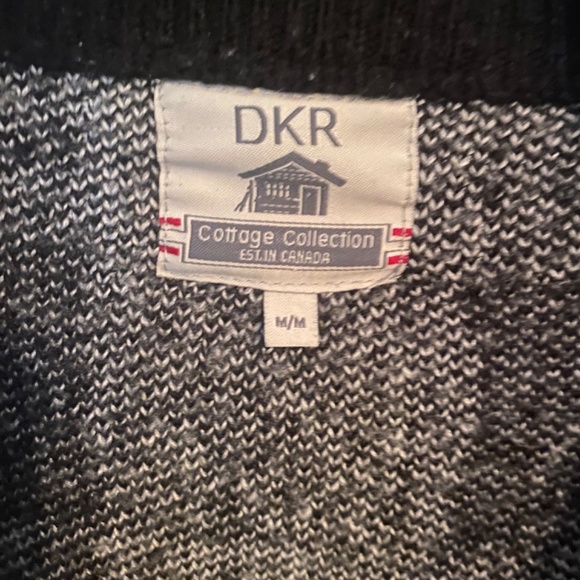 DKR
Cottage Collection
EST.IN CANADA
M/M